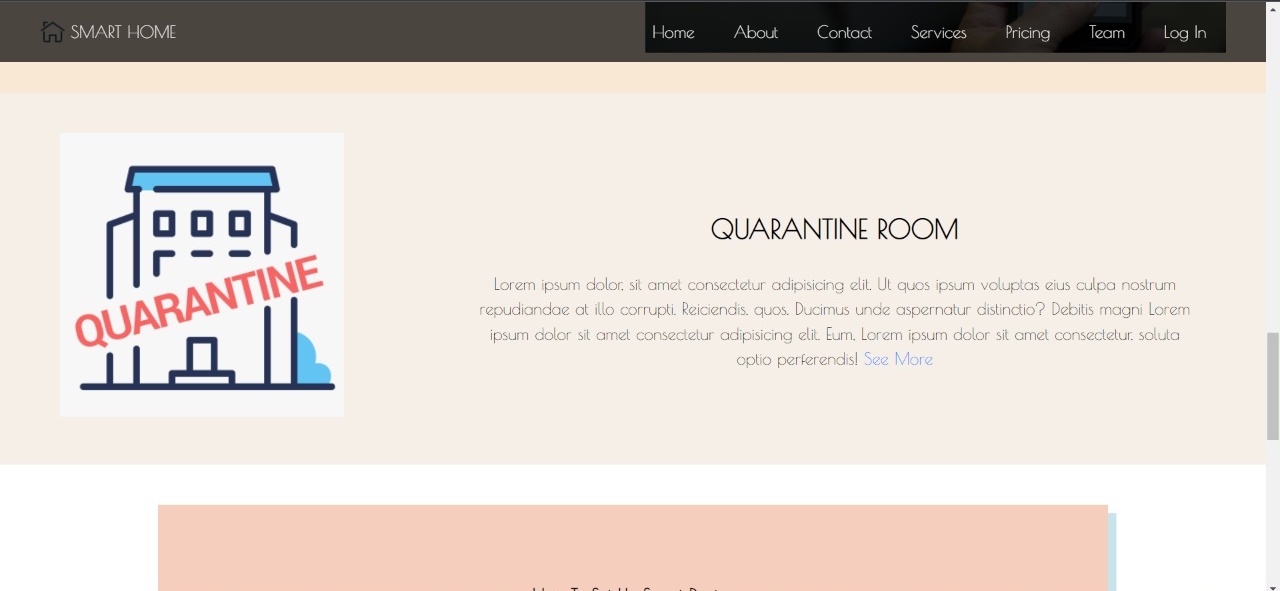 SMART HOME
Home About Contact Services Pricing Team Log In
QUARANTINE
QUARANTINE ROOM
Lorem ipsum dolor, sit amet consectetur adipisicing elit. Ut quos ipsum voluptas eius culpa nostrum
repudiandae at illo corrupti. Reiciendis, quos. Ducimus unde aspernatur distinctio? Debitis magni Lorem
ipsum dolor sit amet consectetur adipisicing elit. Eum, Lorem ipsum dolor sit amet consectetur. soluta
optio perferendis! See More